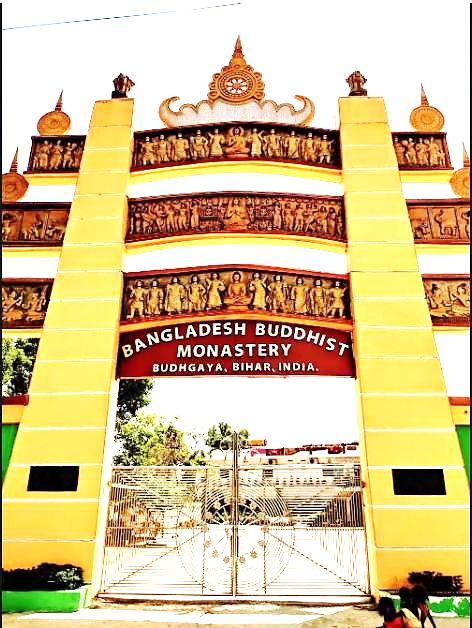 BANGLADESH BUDDHIST
MONASTERY
BUDHGAYA, BIHAR, INDIA.